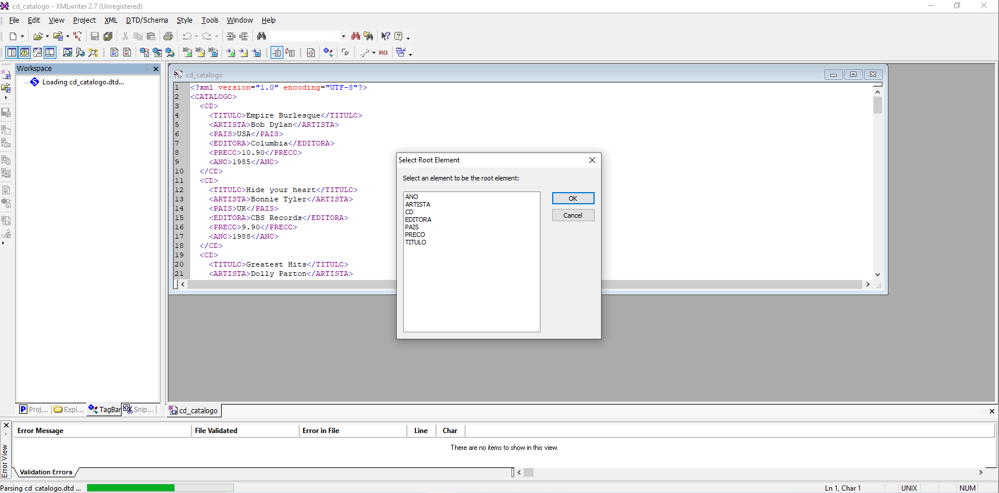 cd_catalogo - XMLwriter 2.7 (Unregistered)
File Edit View Project XML DTD/Schema Style Tools Window Help
RO
Workspace
Loading cd_catalogo.dtd...
cd_catalogo
1 <?xml version="1.0" encoding="UTF-8"?>
2 <CATALOGO>
3 <CD>
4 <TITULO>Empire Burlesque</TITULO>
5 <ARTISTA>Bob Dylan</ARTISTA>
6 <PAIS>USA</PAIS>
7 <EDITORA>Columbia</EDITORA>
8 <PRECO>10.90</PRECO>
9 <ANO>1985</ANO>
10 </CD>
11 <CD>
12 <TITULO>Hide your heart</TITULO>
13 <ARTISTA>Bonnie Tyler</ARTISTA>
14 <PAIS>UK</PAIS>
15 <EDITORA>CBS Records</EDITORA>
16 <PRECO>9.90</PRECO>
17 <ANO>1988</ANO>
18 </CD>
19 <CD>
20 <TITULO>Greatest Hits</TITULO>
21 <ARTISTA>Dolly Parton</ARTISTA>
Select Root Element
Select an element to be the root element:
ANO
ARTISTA
CD
EDITORA
PAIS
PRECO
TITULO
OK
Cancel
Proj... Expl... TagBar Snip...
cd_catalogo
Error Message File Validated Error in File Line Char
There are no items to show in this view.
Error View
Validation Errors
Parsing cd_catalogo.dtd ... Ln 1, Char 1 UNIX NUM